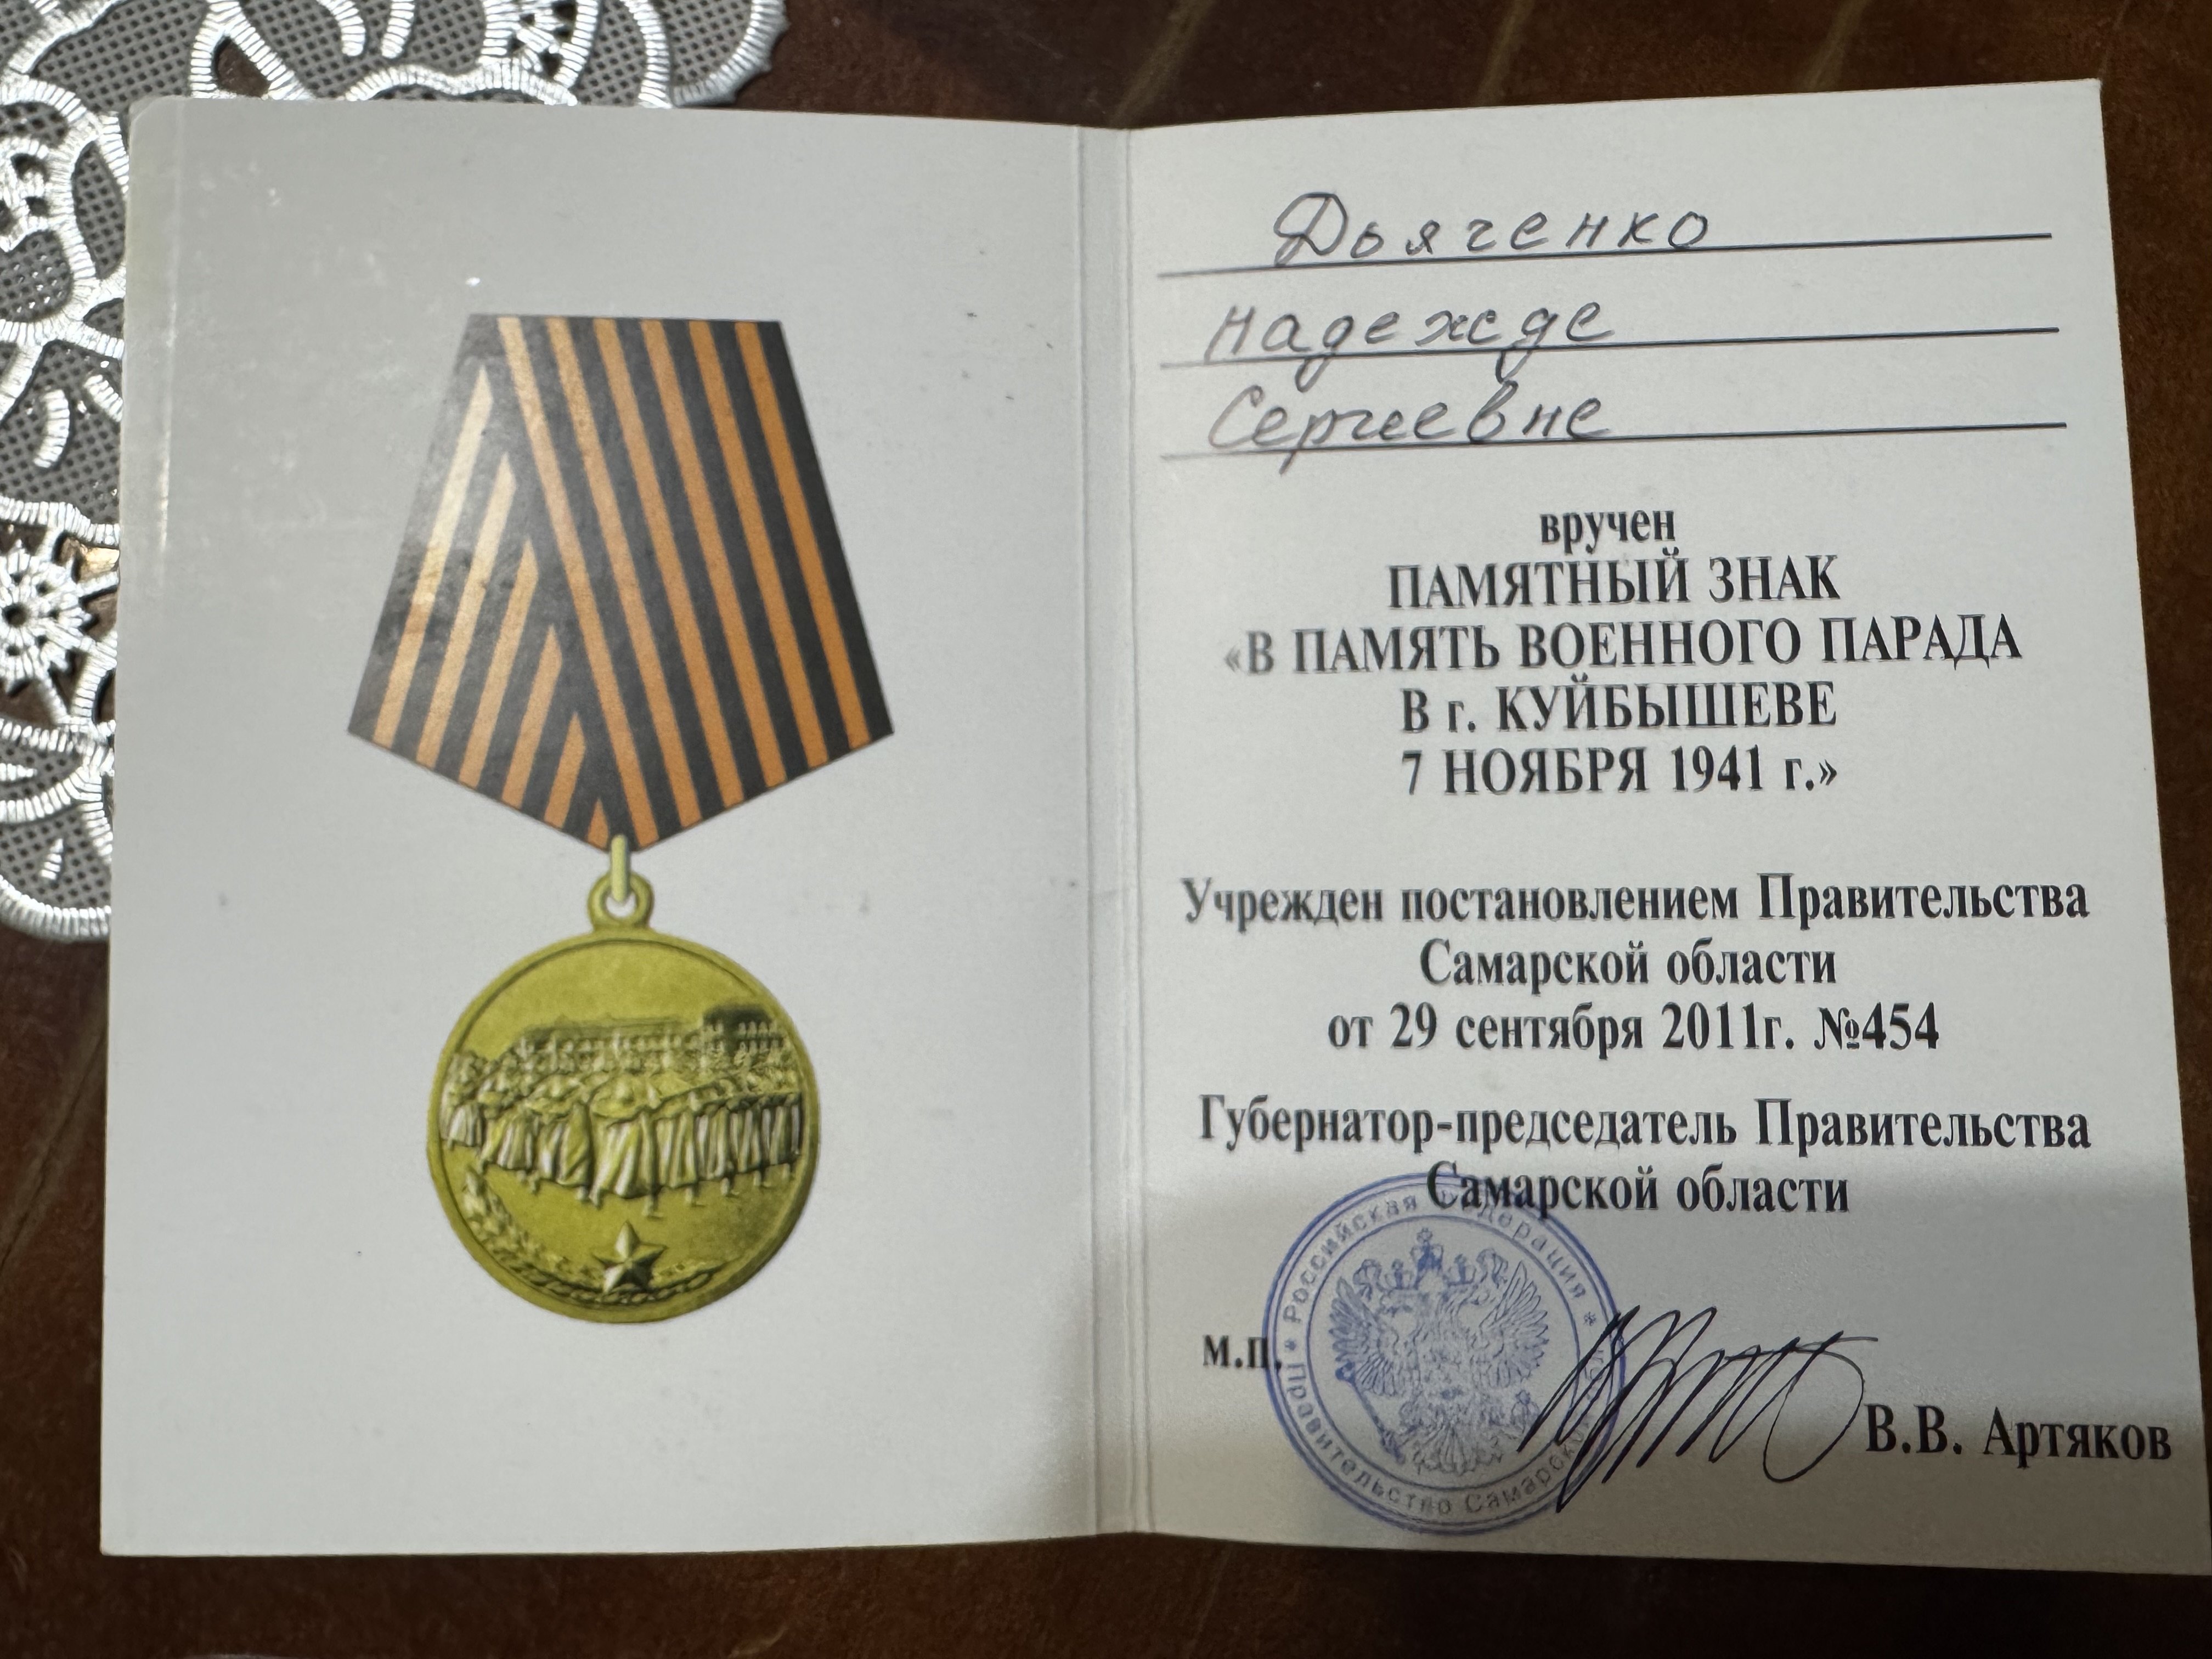 Дьяченко
Надежде
Сергеевне
вручен
ПАМЯТНЫЙ ЗНАК
«В ПАМЯТЬ ВОЕННОГО ПАРАДА
В г. КУЙБЫШЕВЕ
7 НОЯБРЯ 1941 г.»
Учрежден постановлением Правительства
Самарской области
от 29 сентября 2011г. №454
Губернатор-председатель Правительства
Самарской области
* Российская Федерация *
Правительство Самарской
М.П.
В.В. Артяков